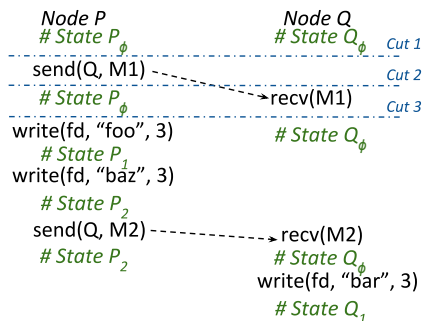 Node P Node Q
# State Pϕ # State Qϕ
Cut 1
send(Q, M1) Cut 2
# State Pϕ recv(M1) Cut 3
write(fd, “foo”, 3) # State Qϕ
# State P1
write(fd, “baz”, 3)
# State P2
send(Q, M2) recv(M2)
# State P2 # State Qϕ
write(fd, “bar”, 3)
# State Q1